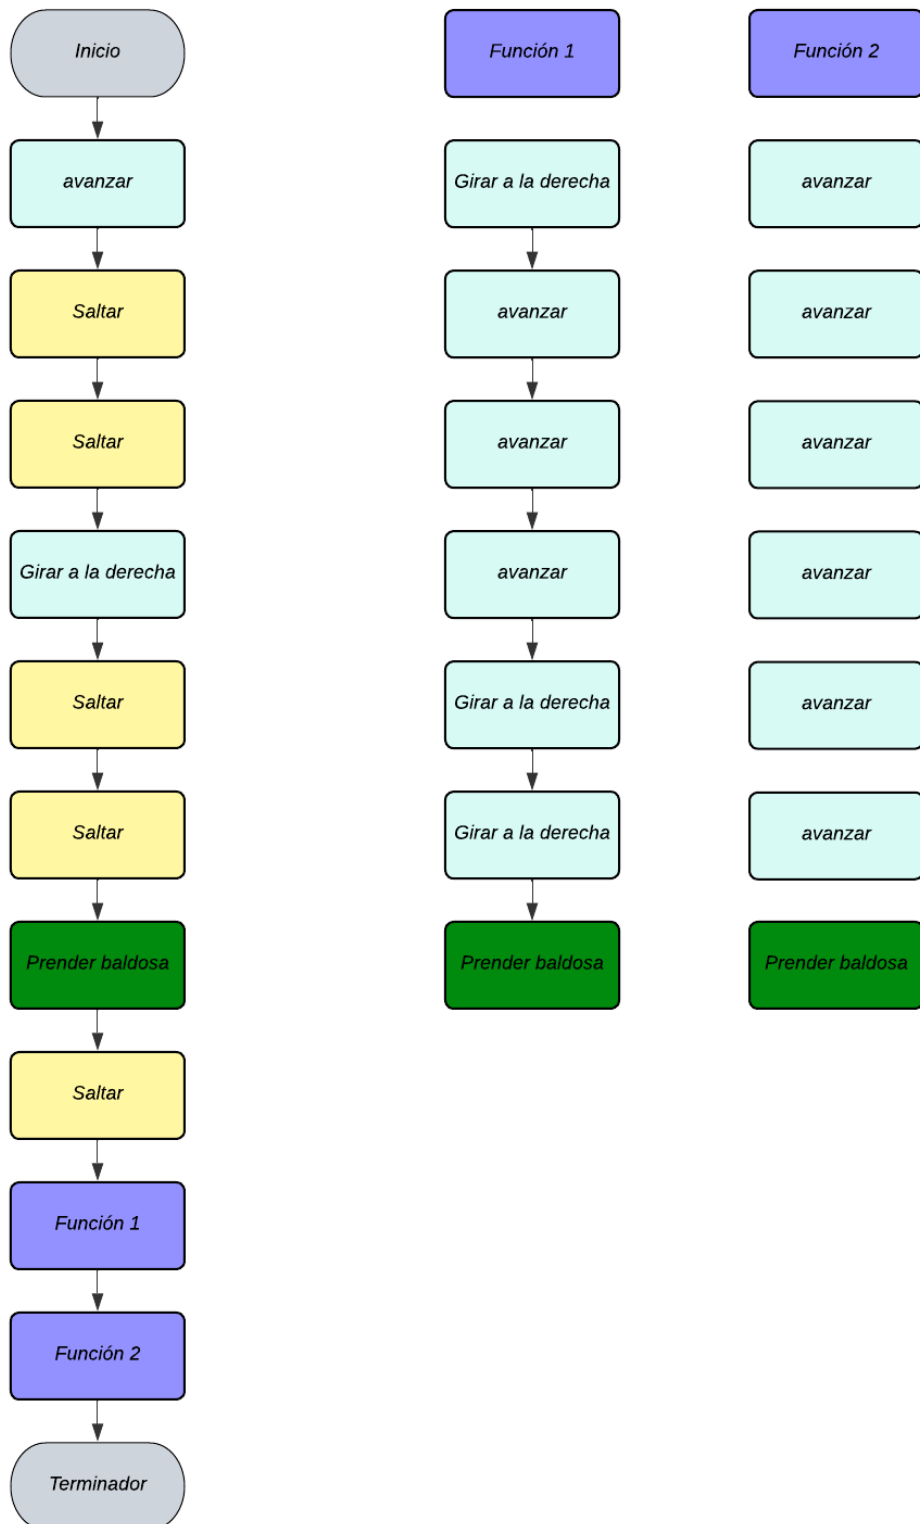 Inicio
avanzar
Saltar
Saltar
Girar a la derecha
Saltar
Saltar
Prender baldosa
Saltar
Función 1
Función 2
Terminador
Función 1
Girar a la derecha
avanzar
avanzar
avanzar
Girar a la derecha
Girar a la derecha
Prender baldosa
Función 2
avanzar
avanzar
avanzar
avanzar
avanzar
avanzar
Prender baldosa